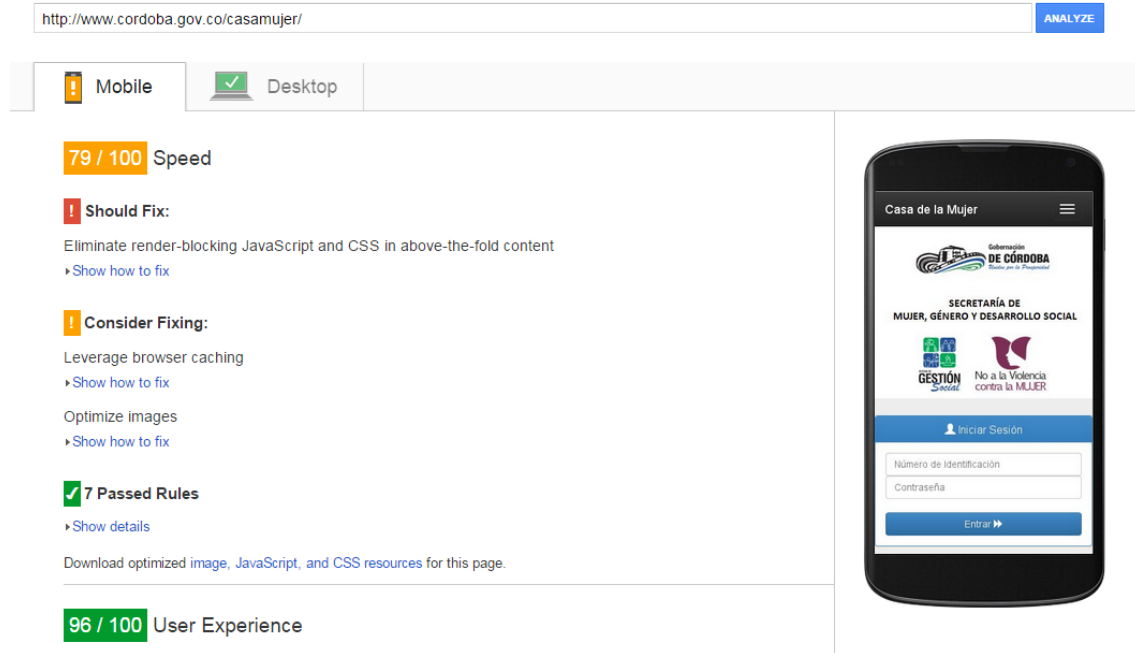 http://www.cordoba.gov.co/casamujer/
ANALYZE
Mobile
Desktop
79 / 100 Speed
! Should Fix:
Eliminate render-blocking JavaScript and CSS in above-the-fold content
Show how to fix
! Consider Fixing:
Leverage browser caching
Show how to fix
Optimize images
Show how to fix
7 Passed Rules
Show details
Download optimized image, JavaScript, and CSS resources for this page.
96 / 100 User Experience
Casa de la Mujer
Gobernación
DE CÓRDOBA
Unidos por la Prosperidad
SECRETARÍA DE
MUJER, GÉNERO Y DESARROLLO SOCIAL
GESTIÓN
Social
No a la Violencia
contra la MUJER
Iniciar Sesión
Número de Identificación
Contraseña
Entrar